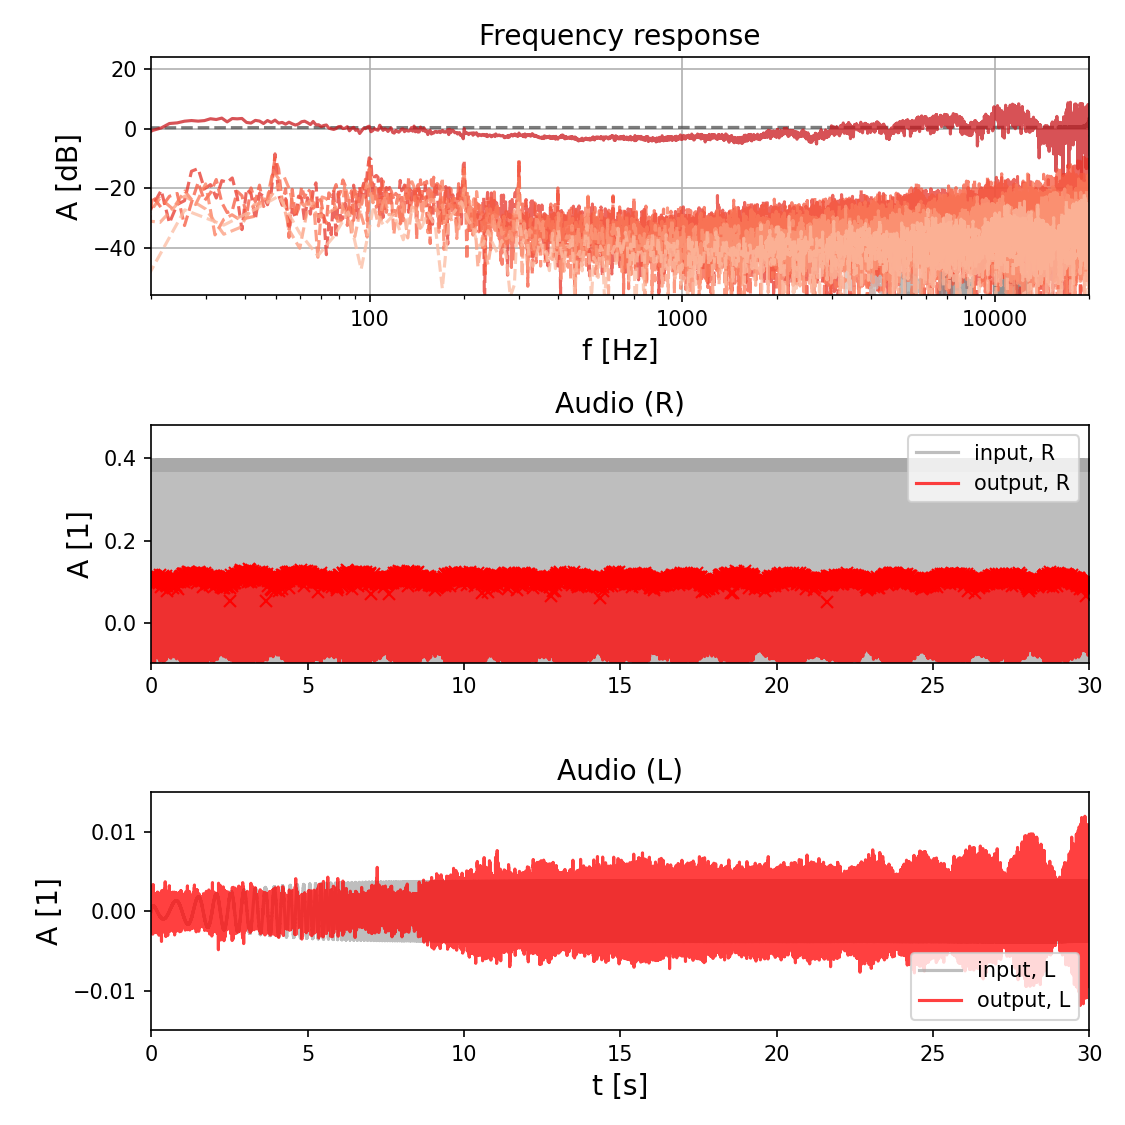 Frequency response
20
0
−20
−40
A [dB]
100
1000
10000
f [Hz]
Audio (R)
0.4
0.2
0.0
A [1]
input, R
output, R
0
5
10
15
20
25
30
Audio (L)
0.01
0.00
−0.01
A [1]
input, L
output, L
0
5
10
15
20
25
30
t [s]